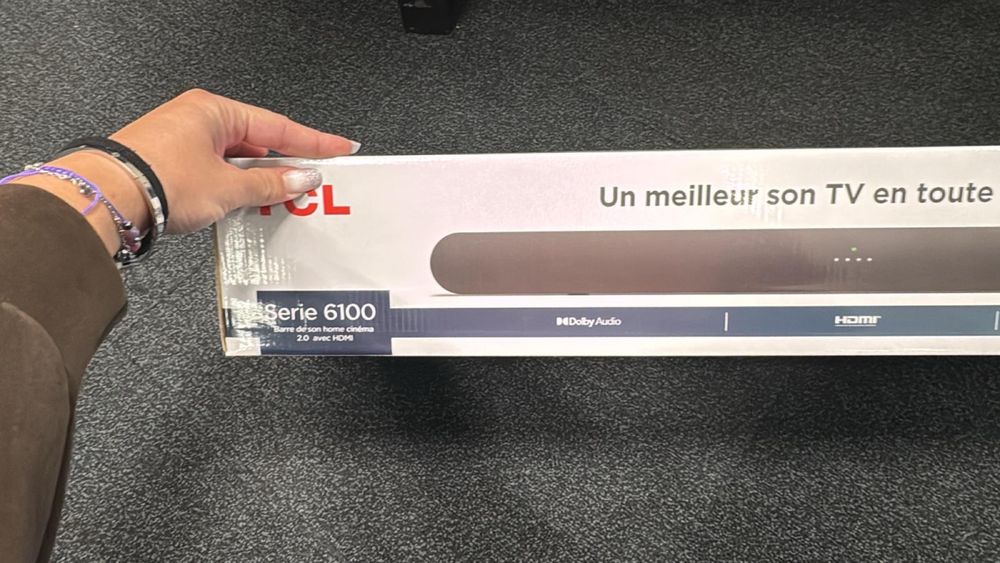 TCL
Un meilleur son TV en toute
Serie 6100
Barre de son home cinéma
2.0 avec HDMI
Dolby Audio
HDMI